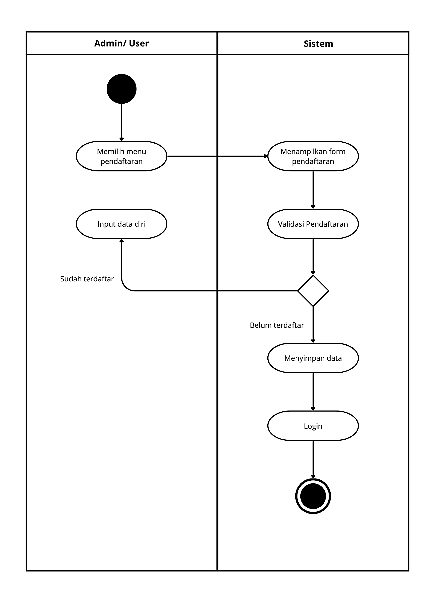 Admin/ User
Sistem
Memilih menu
pendaftaran
Menampilkan form
pendaftaran
Input data diri
Validasi Pendaftaran
Sudah terdaftar
Belum terdaftar
Menyimpan data
Login